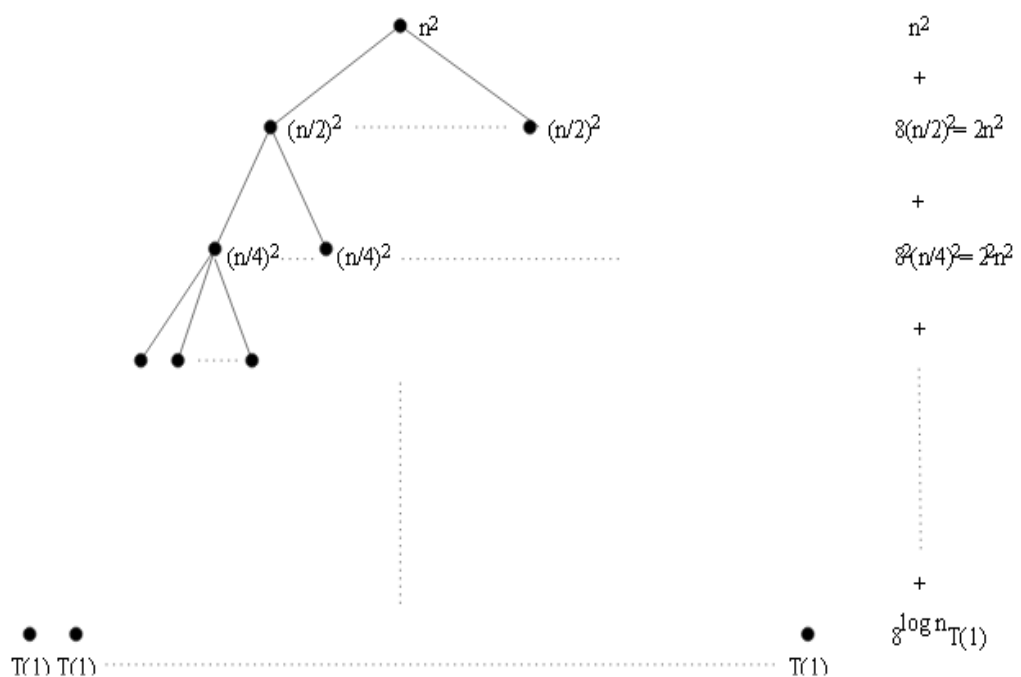 n² n²
+
(n/2)² (n/2)² 8(n/2)²= 2n²
+
(n/4)² (n/4)² 8²(n/4)²= 2²n²
+
+
8^log n T(1)
T(1) T(1) T(1)